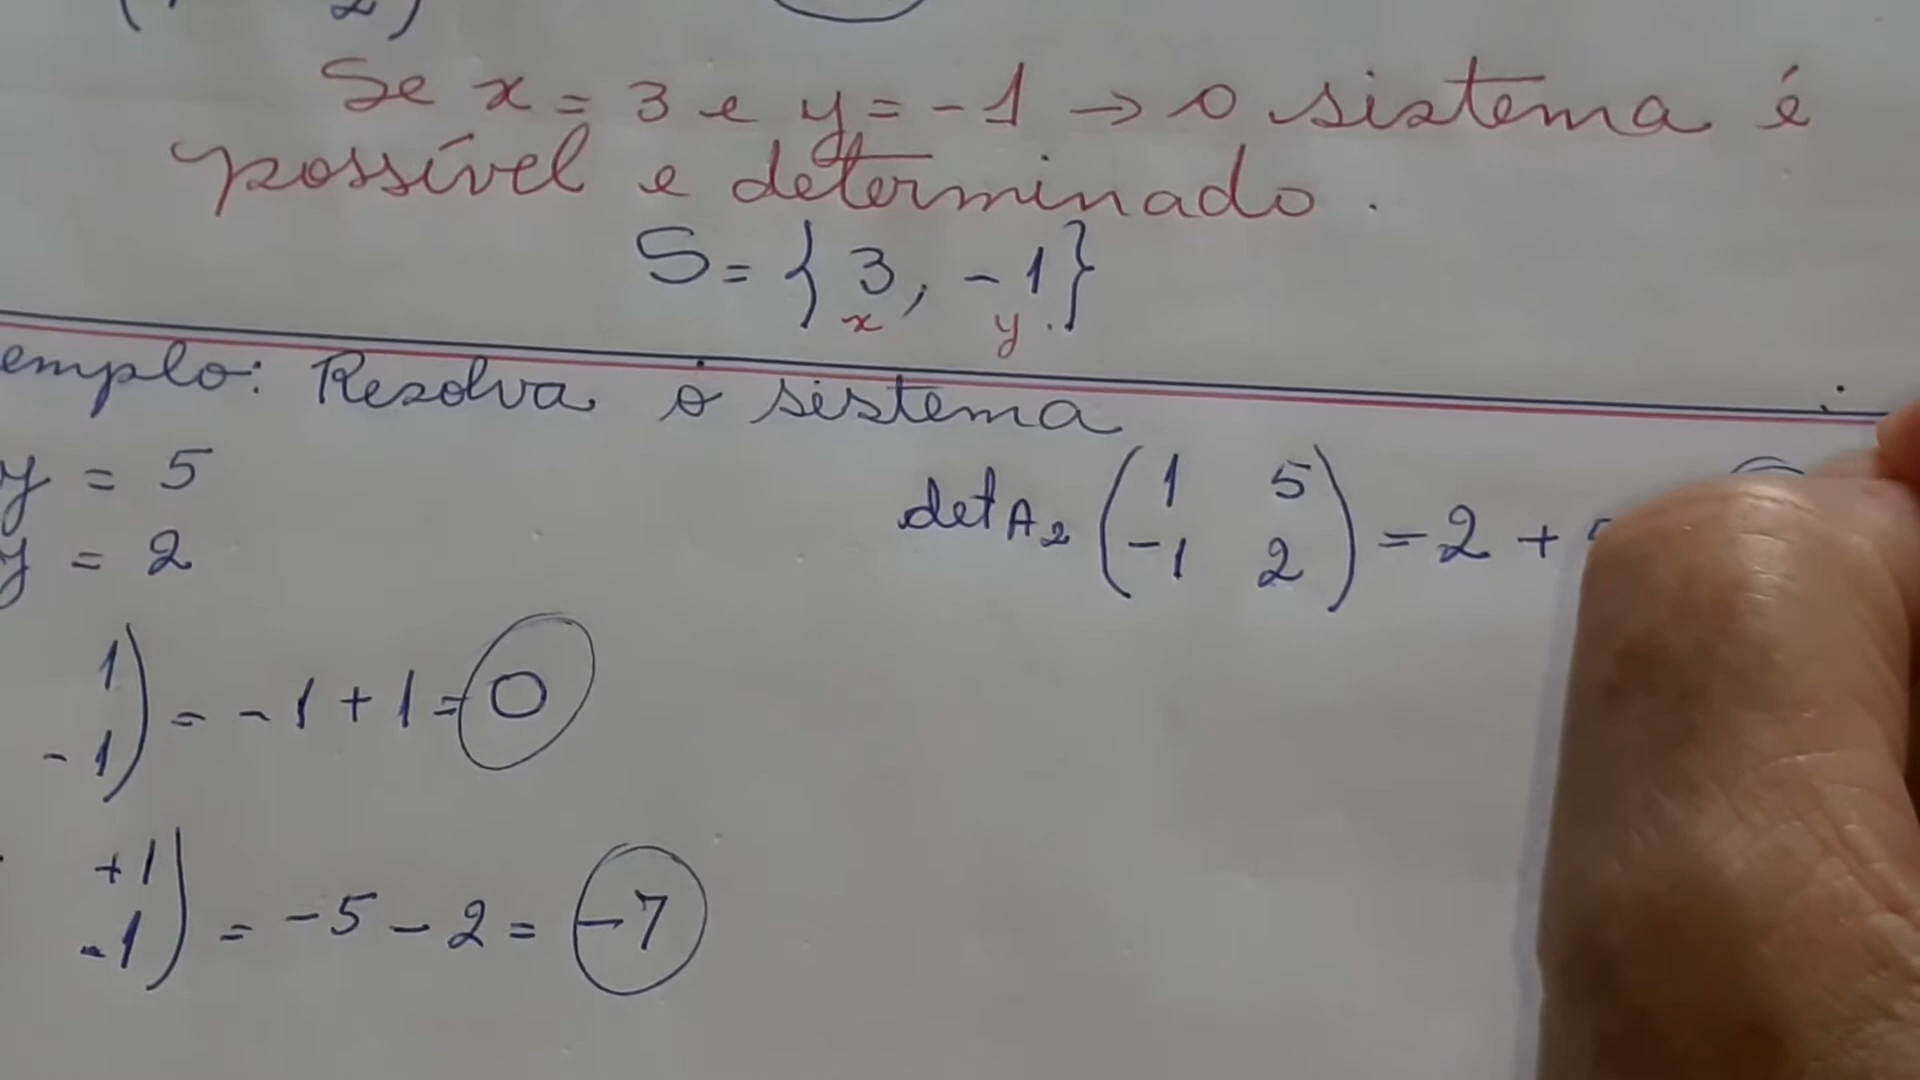 2)
Se x = 3 e y = -1 → o sistema é
possível e determinado.
S = { 3, -1 }
x y
emplo: Resolva o sistema
y = 5
y = 2
det A2 ( 1 5
-1 2 ) = 2 +
1
-1 ) = -1 + 1 = 0
+1
-1 ) = -5 - 2 = -7